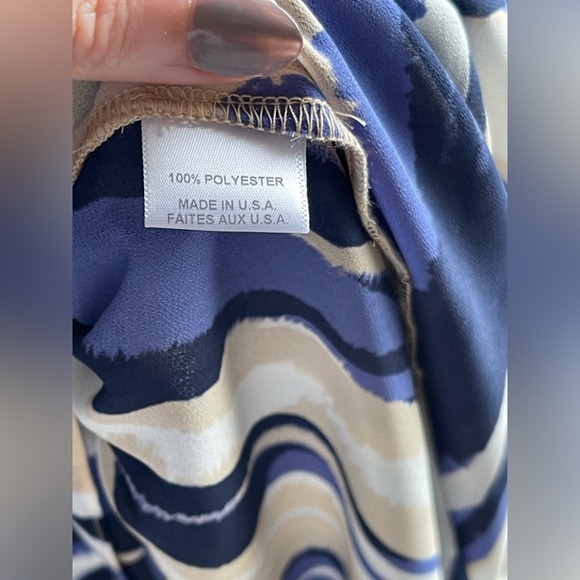 100% POLYESTER
MADE IN U.S.A.
FAITES AUX U.S.A.